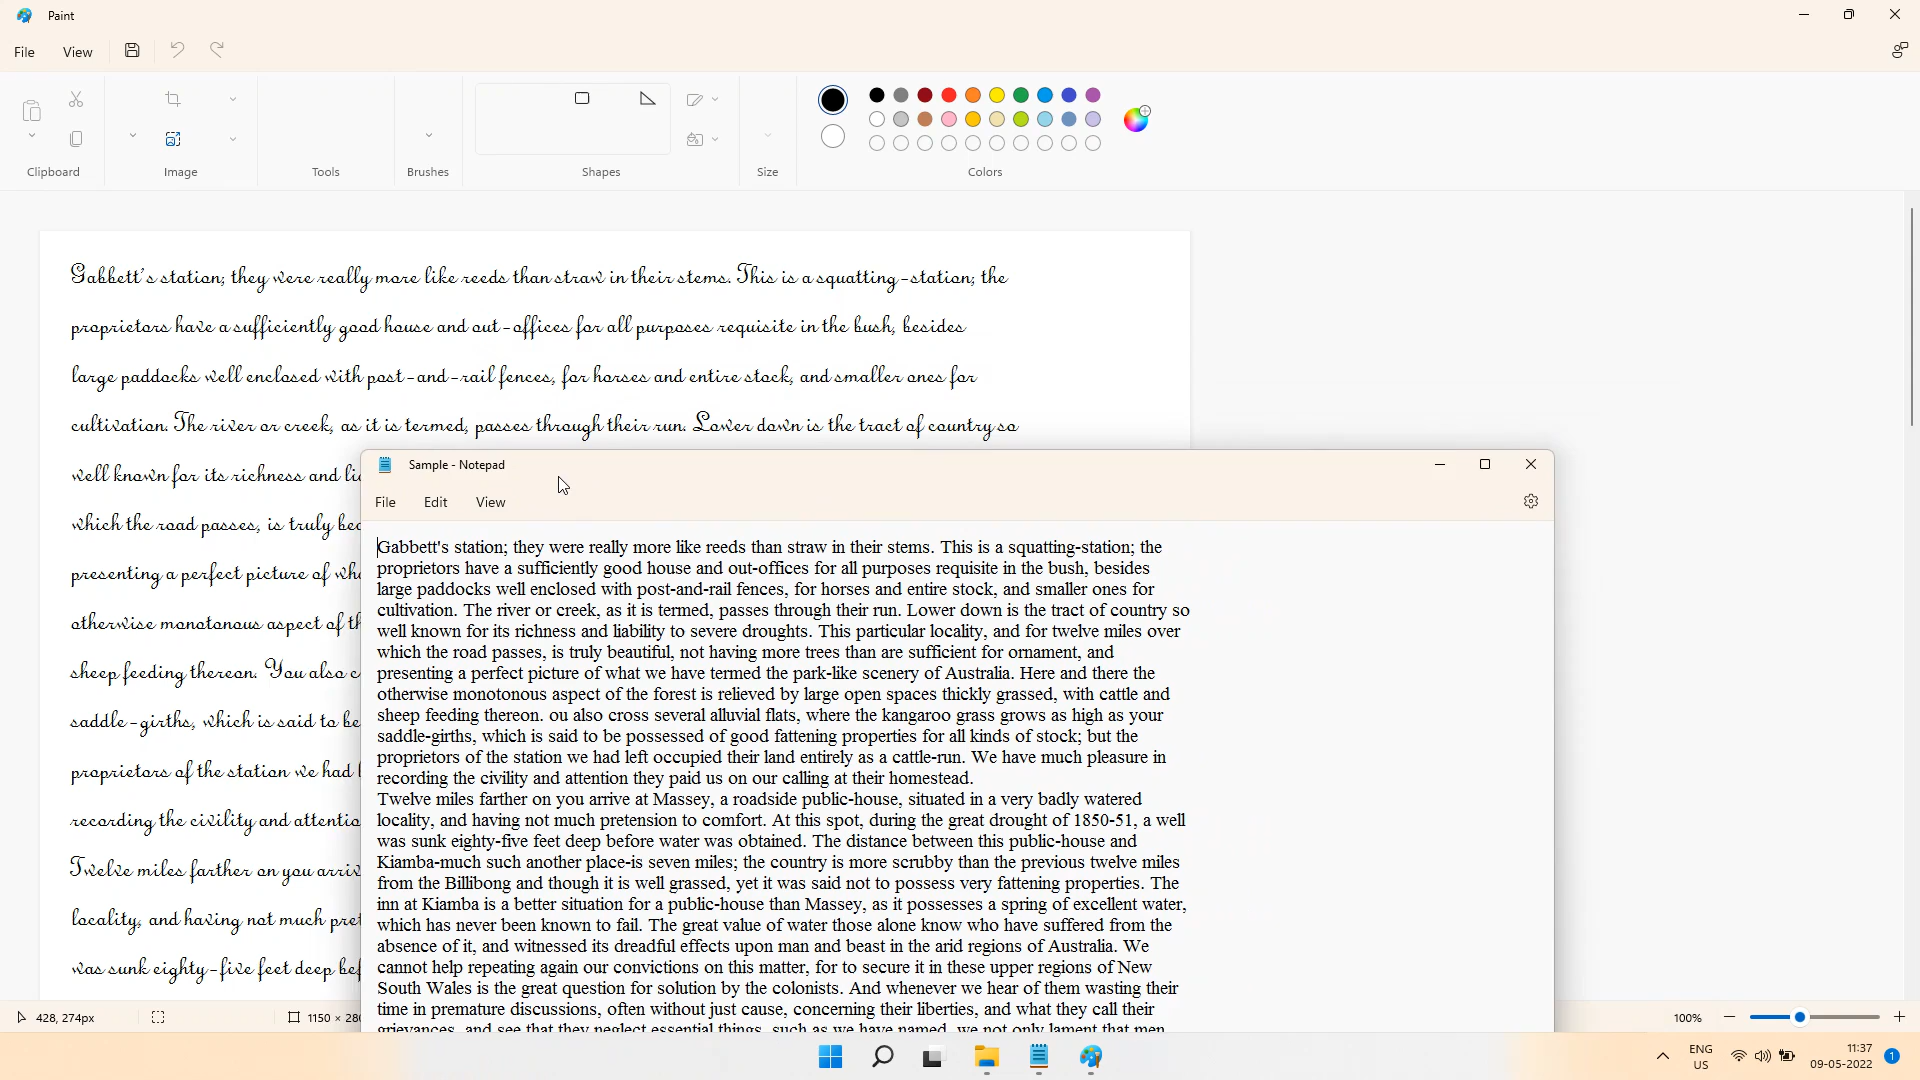 Paint
File View
Clipboard Image Tools Brushes Shapes Size Colors
Gabbett's station; they were really more like reeds than straw in their stems. This is a squatting-station; the
proprietors have a sufficiently good house and out-offices for all purposes requisite in the bush, besides
large paddocks well enclosed with post-and-rail fences, for horses and entire stock, and smaller ones for
cultivation. The river or creek, as it is termed, passes through their run. Lower down is the tract of country so
well known for its richness and
which the road passes, is truly
presenting a perfect picture of
otherwise monotonous aspect of
sheep feeding thereon. You also
saddle-girths, which is said to be
proprietors of the station we had
recording the civility and
Twelve miles farther on you
locality, and having not much
was sunk eighty-five feet deep
Sample - Notepad
File Edit View
Gabbett's station; they were really more like reeds than straw in their stems. This is a squatting-station; the
proprietors have a sufficiently good house and out-offices for all purposes requisite in the bush, besides
large paddocks well enclosed with post-and-rail fences, for horses and entire stock, and smaller ones for
cultivation. The river or creek, as it is termed, passes through their run. Lower down is the tract of country so
well known for its richness and liability to severe droughts. This particular locality, and for twelve miles over
which the road passes, is truly beautiful, not having more trees than are sufficient for ornament, and
presenting a perfect picture of what we have termed the park-like scenery of Australia. Here and there the
otherwise monotonous aspect of the forest is relieved by large open spaces thickly grassed, with cattle and
sheep feeding thereon. ou also cross several alluvial flats, where the kangaroo grass grows as high as your
saddle-girths, which is said to be possessed of good fattening properties for all kinds of stock; but the
proprietors of the station we had left occupied their land entirely as a cattle-run. We have much pleasure in
recording the civility and attention they paid us on our calling at their homestead.
Twelve miles farther on you arrive at Massey, a roadside public-house, situated in a very badly watered
locality, and having not much pretension to comfort. At this spot, during the great drought of 1850-51, a well
was sunk eighty-five feet deep before water was obtained. The distance between this public-house and
Kiamba-much such another place-is seven miles; the country is more scrubby than the previous twelve miles
from the Billibong and though it is well grassed, yet it was said not to possess very fattening properties. The
inn at Kiamba is a better situation for a public-house than Massey, as it possesses a spring of excellent water,
which has never been known to fail. The great value of water those alone know who have suffered from the
absence of it, and witnessed its dreadful effects upon man and beast in the arid regions of Australia. We
cannot help repeating again our convictions on this matter, for to secure it in these upper regions of New
South Wales is the great question for solution by the colonists. And whenever we hear of them wasting their
time in premature discussions, often without just cause, concerning their liberties, and what they call their
grievances, and see that they neglect essential things, such as we have named, we not only lament that men
428, 274px 1150 × 100%
ENG
US
11:37
09-05-2022
1